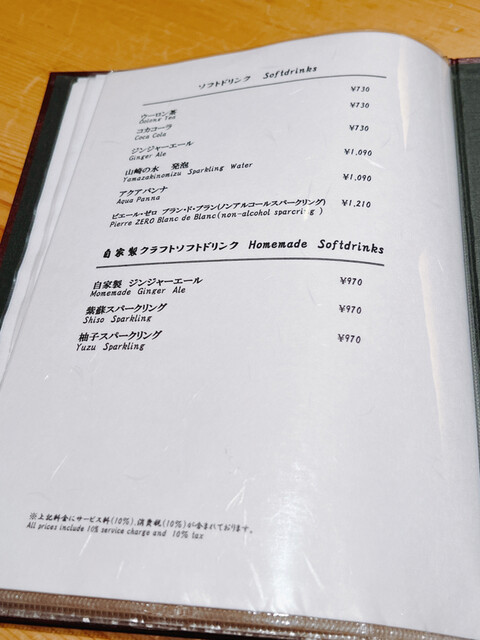 ソフトドリンク Softdrinks
ウーロン茶 ¥730
Oolong Tea
コカコーラ ¥730
Coca Cola
ジンジャーエール ¥730
Ginger Ale
山崎の水 発泡 ¥1,090
Yamazakinomizu Sparkling Water
アクアパンナ ¥1,090
Aqua Panna
ピエール・ゼロ ブラン・ド・ブラン(ノンアルコールスパークリング) ¥1,210
Pierre ZERO Blanc de Blanc(non-alcohol sparcring )
自家製クラフトソフトドリンク Homemade Softdrinks
自家製 ジンジャーエール ¥970
Momemade Ginger Ale
紫蘇スパークリング ¥970
Shiso Sparkling
柚子スパークリング ¥970
Yuzu Sparkling
※上記料金にサービス料(10%)、消費税(10%)が含まれております。
All prices include 10% service charge and 10% tax